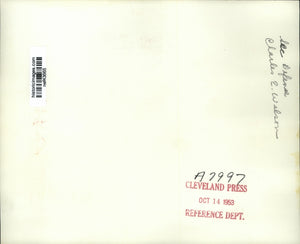 Sec Defense
Charles E. Wilson
A7997
CLEVELAND PRESS
OCT 14 1953
REFERENCE DEPT.